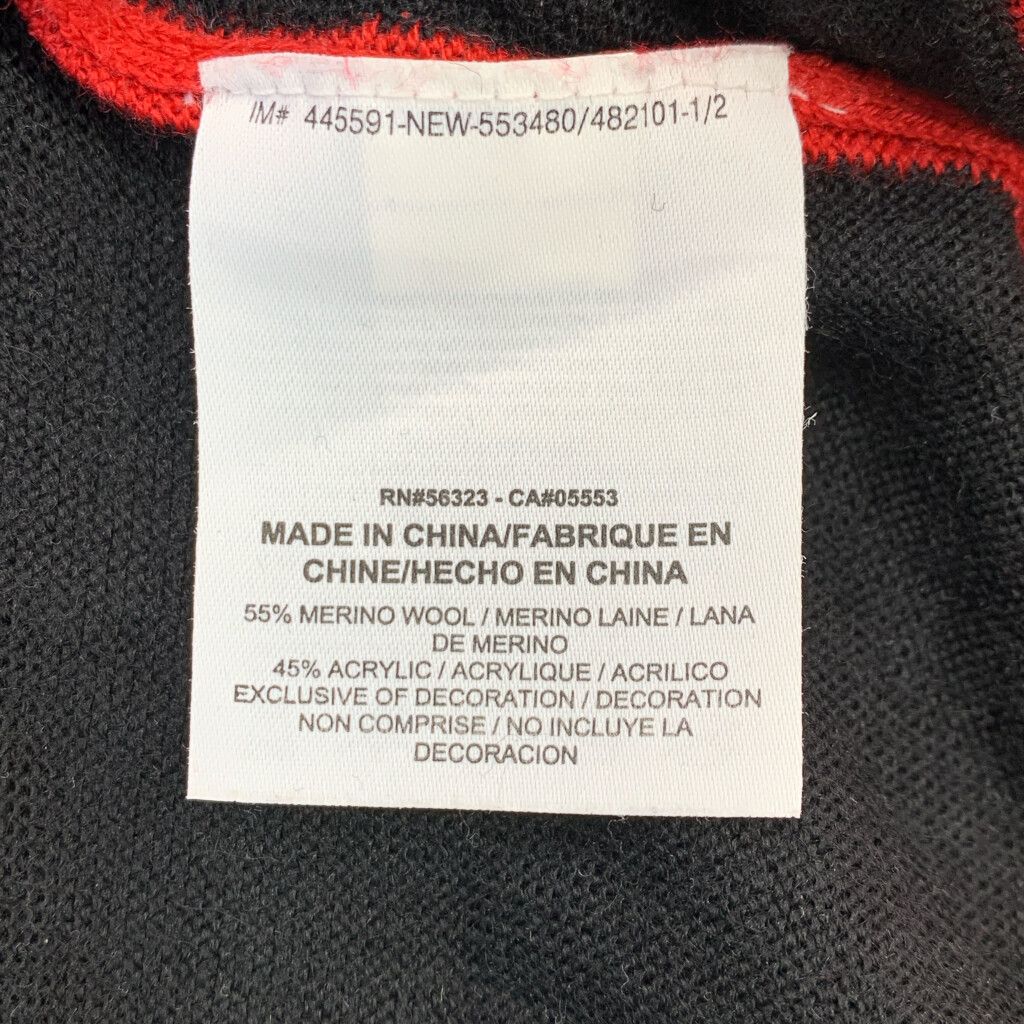 IM# 445591-NEW-553480/482101-1/2
RN#56323 - CA#05553
MADE IN CHINA/FABRIQUE EN
CHINE/HECHO EN CHINA
55% MERINO WOOL / MERINO LAINE / LANA
DE MERINO
45% ACRYLIC / ACRYLIQUE / ACRILICO
EXCLUSIVE OF DECORATION / DECORATION
NON COMPRISE / NO INCLUYE LA
DECORACION